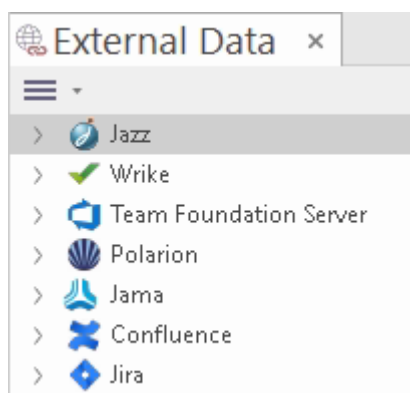 External Data
Jazz
Wrike
Team Foundation Server
Polarion
Jama
Confluence
Jira